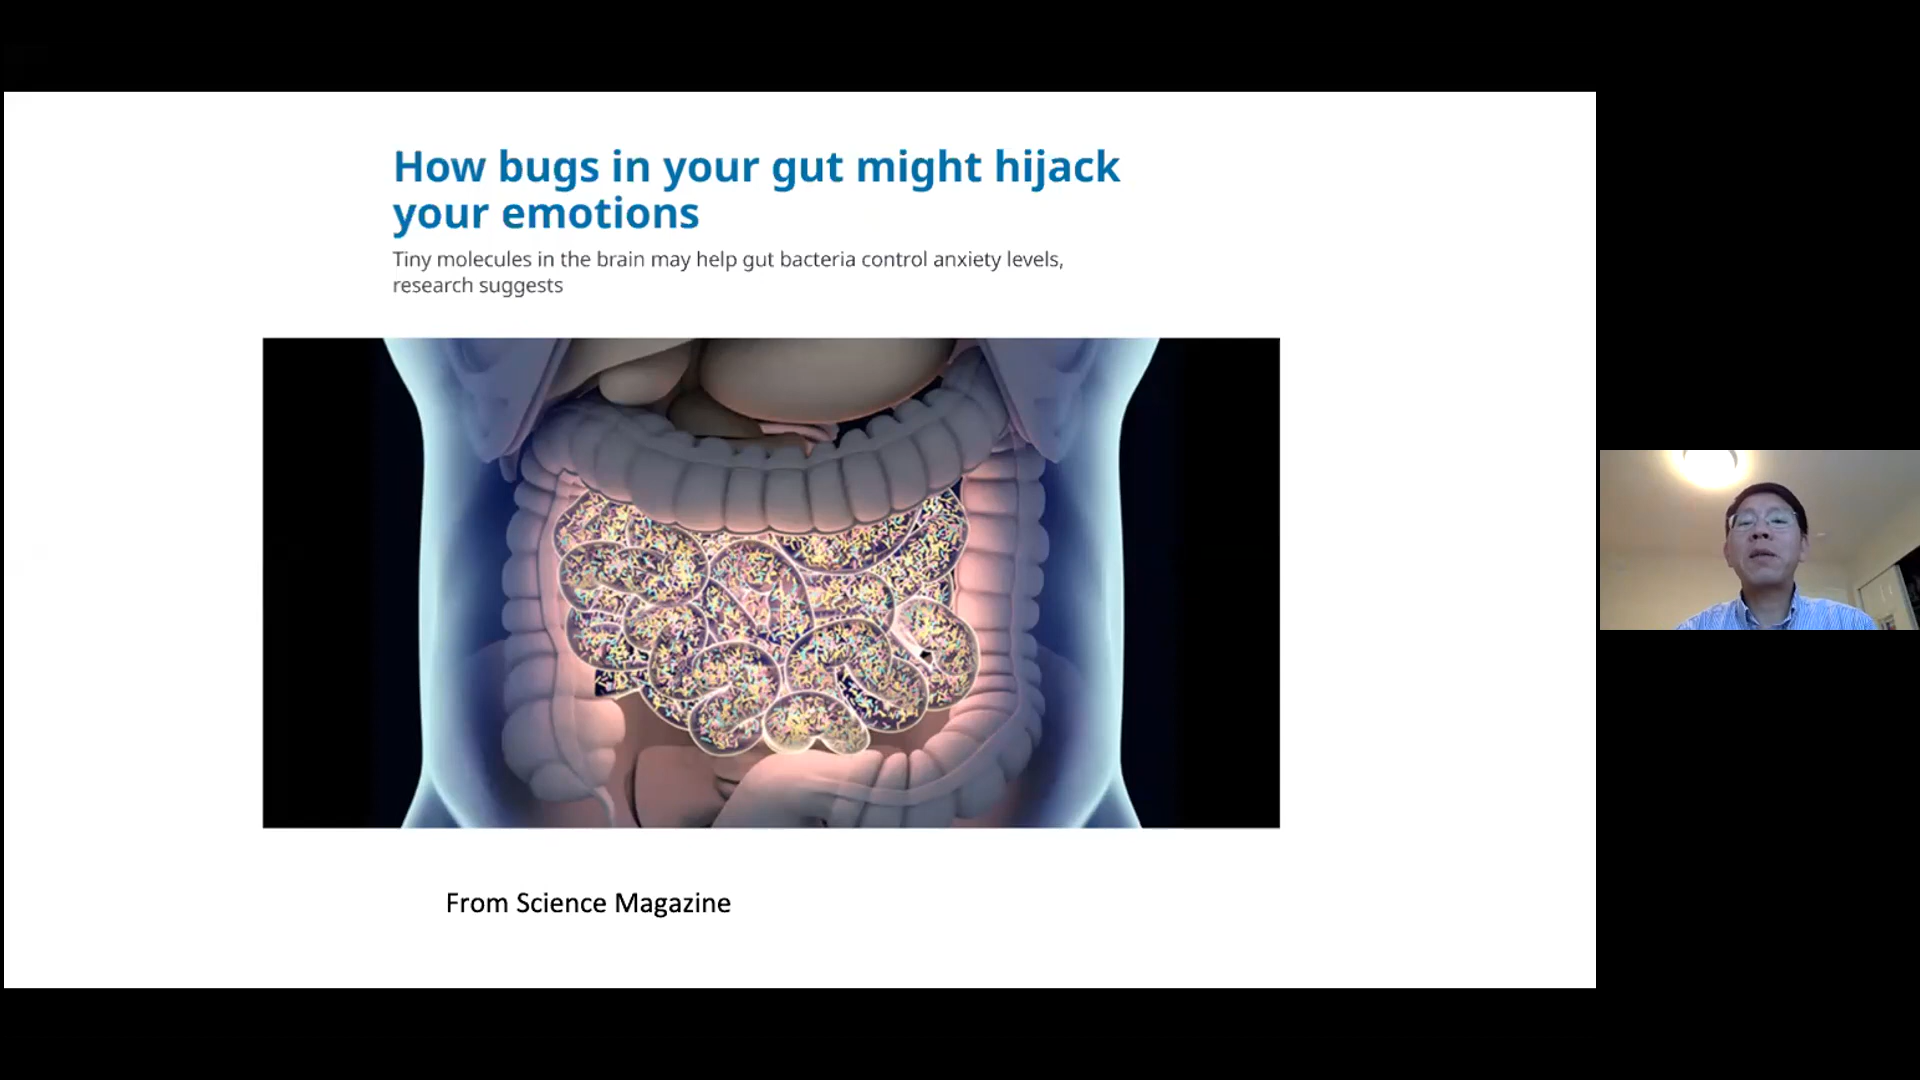 How bugs in your gut might hijack
your emotions
Tiny molecules in the brain may help gut bacteria control anxiety levels,
research suggests
From Science Magazine